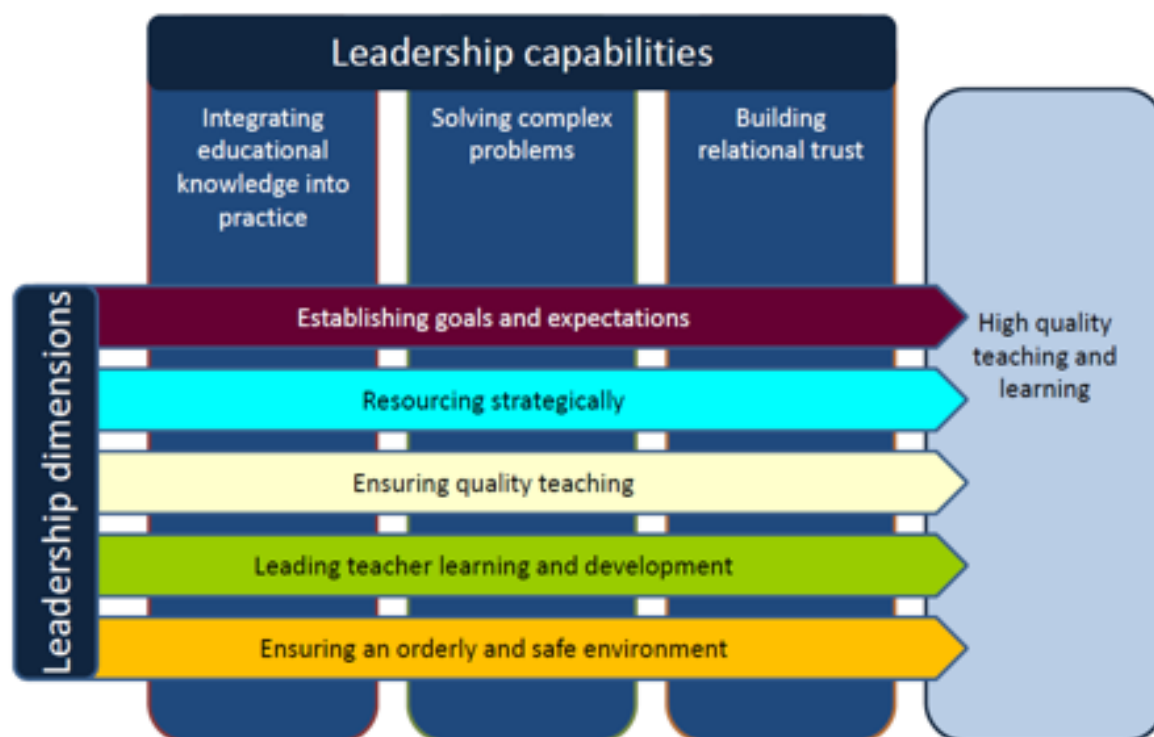 Leadership capabilities
Integrating
educational
knowledge into
practice
Solving complex
problems
Building
relational trust
Leadership dimensions
Establishing goals and expectations
Resourcing strategically
Ensuring quality teaching
Leading teacher learning and development
Ensuring an orderly and safe environment
High quality
teaching and
learning